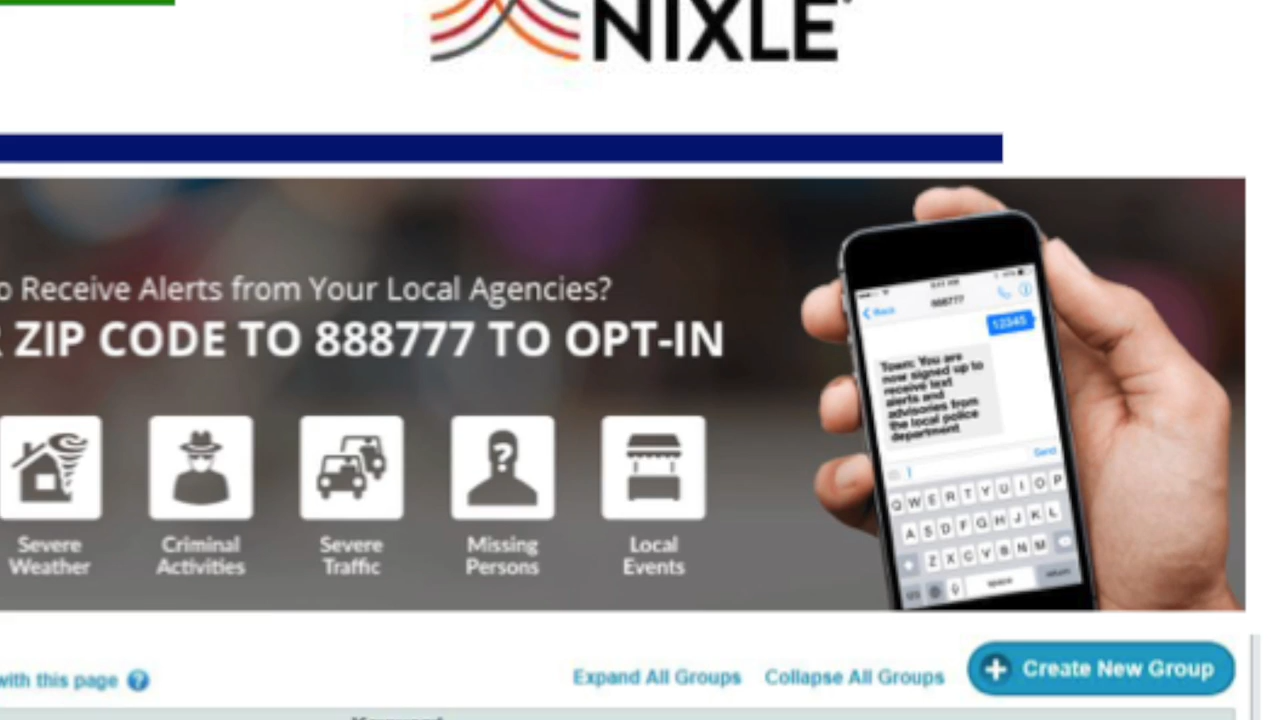 NIXLE
o Receive Alerts from Your Local Agencies?
ZIP CODE TO 888777 TO OPT-IN
Severe Weather
Criminal Activities
Severe Traffic
Missing Persons
Local Events
Back
888777
12345
Town: You are
now signed up to
receive text
alerts and
advisories from
the local police
department
Send
Q W E R T Y U I O P
A S D F G H J K L
Z X C V B N M
space
with this page
Expand All Groups
Collapse All Groups
Create New Group